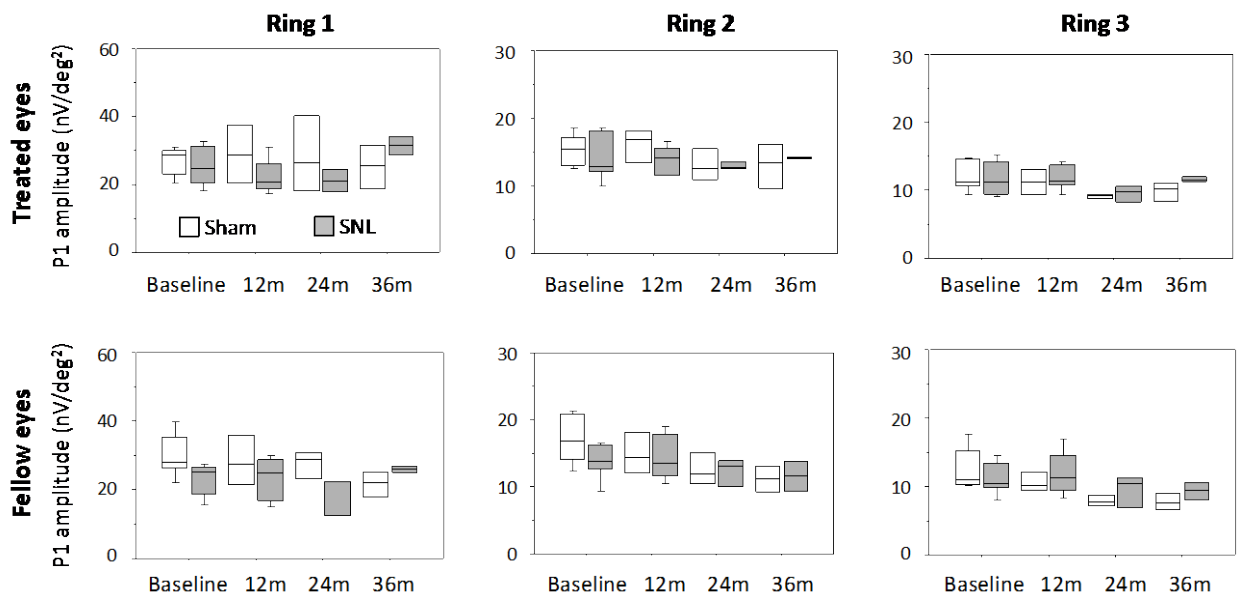 Ring 1
Ring 2
Ring 3
Treated eyes
P1 amplitude (nV/deg²)
60
40
20
0
Sham
SNL
Baseline 12m 24m 36m
30
20
10
0
Baseline 12m 24m 36m
30
20
10
0
Baseline 12m 24m 36m
Fellow eyes
P1 amplitude (nV/deg²)
60
40
20
0
Baseline 12m 24m 36m
30
20
10
0
Baseline 12m 24m 36m
30
20
10
0
Baseline 12m 24m 36m